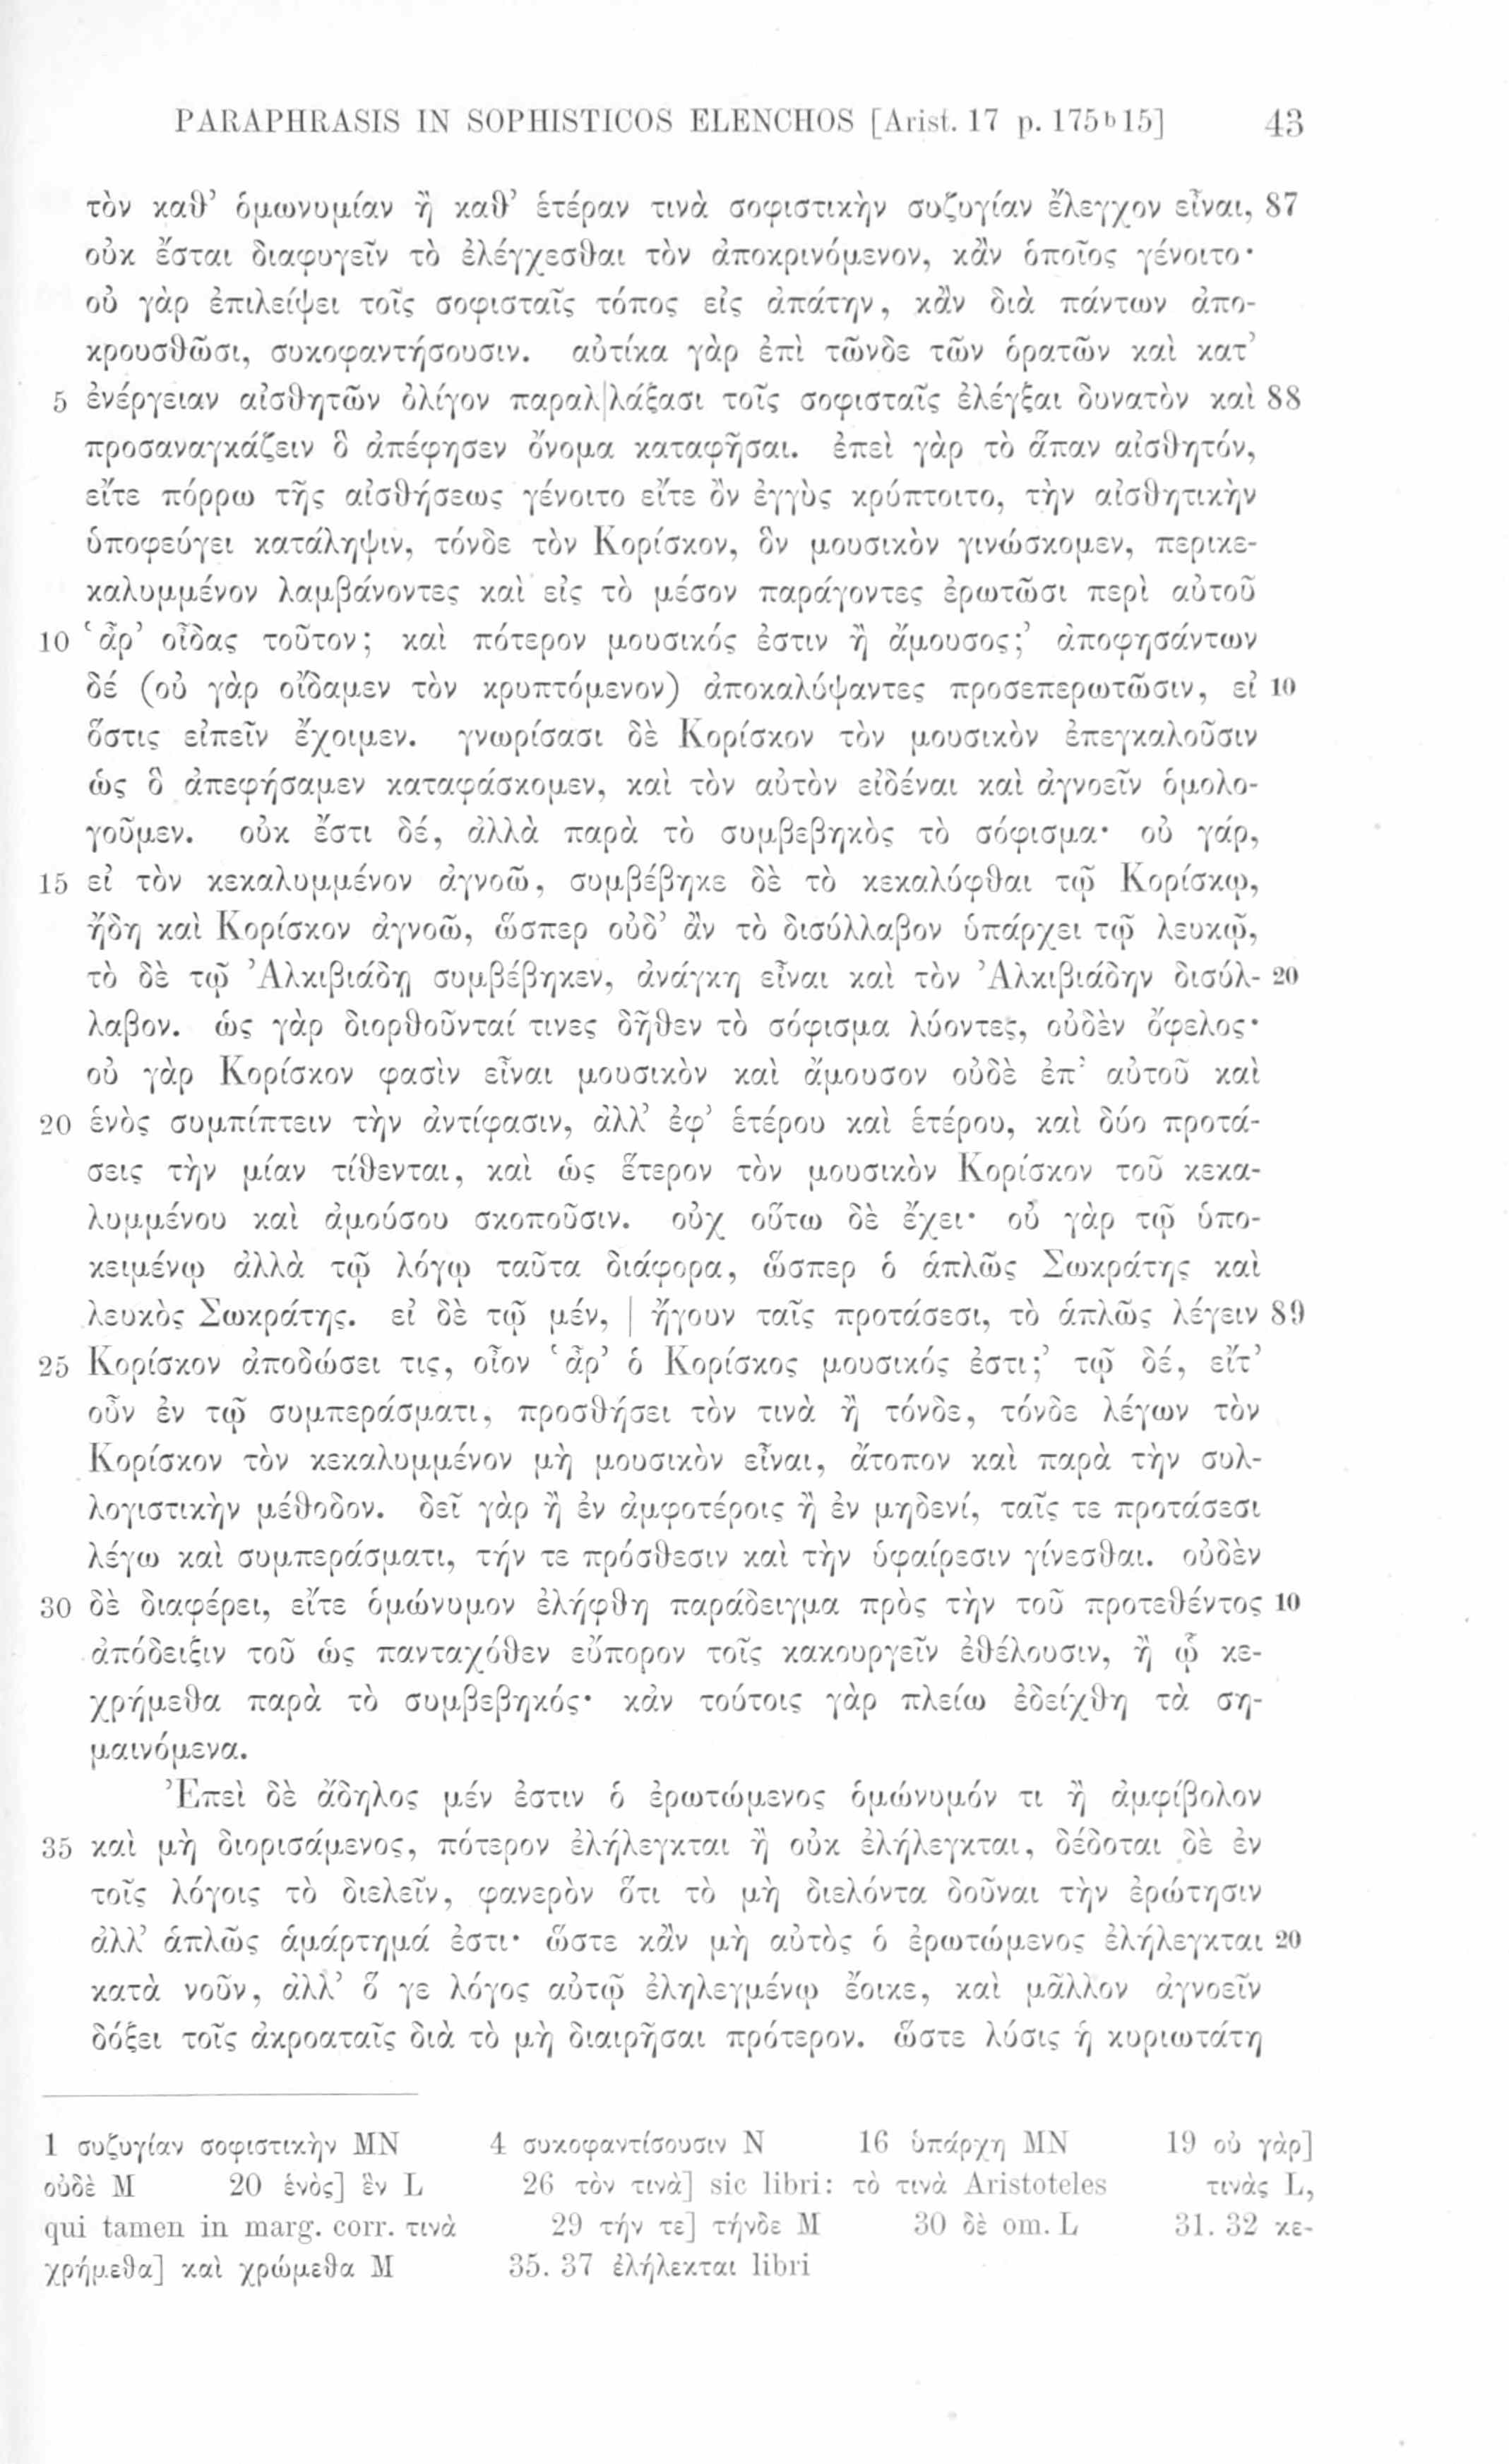 PARAPHRASIS IN SOPHISTICOS ELENCHOS [Arist. 17 p. 175ᵇ15] 43
τὸν καθ’ ὁμωνυμίαν ἢ καθ’ ἑτέραν τινὰ σοφιστικὴν συζυγίαν ἔλεγχον εἶναι, 87
οὐκ ἔσται διαφυγεῖν τὸ ἐλέγχεσθαι τὸν ἀποκρινόμενον, κἂν ὁποῖος γένοιτο·
οὐ γὰρ ἐπιλείψει τοῖς σοφισταῖς τόπος εἰς ἀπάτην, κἂν διὰ πάντων ἀπο-
κρουσθῶσι, συκοφαντήσουσιν. αὐτίκα γὰρ ἐπὶ τῶνδε τῶν ὁρατῶν καὶ κατ’
5 ἐνέργειαν αἰσθητῶν ὀλίγον παραλ|λάξασι τοῖς σοφισταῖς ἐλέγξαι δυνατὸν καὶ 88
προσαναγκάζειν ὃ ἀπέφησεν ὄνομα καταφῆσαι. ἐπεὶ γὰρ τὸ ἅπαν αἰσθητόν,
εἴτε πόρρω τῆς αἰσθήσεως γένοιτο εἴτε ὂν ἐγγὺς κρύπτοιτο, τὴν αἰσθητικὴν
ὑποφεύγει κατάληψιν, τόνδε τὸν Κορίσκον, ὃν μουσικὸν γινώσκομεν, περικε-
καλυμμένον λαμβάνοντες καὶ εἰς τὸ μέσον παράγοντες ἐρωτῶσι περὶ αὐτοῦ
10 ‘ἆρ’ οἶδας τοῦτον; καὶ πότερον μουσικός ἐστιν ἢ ἄμουσος;’ ἀποφησάντων
δέ (οὐ γὰρ οἴδαμεν τὸν κρυπτόμενον) ἀποκαλύψαντες προσεπερωτῶσιν, εἰ 10
ὅστις εἰπεῖν ἔχοιμεν. γνωρίσασι δὲ Κορίσκον τὸν μουσικὸν ἐπεγκαλοῦσιν
ὡς ὃ ἀπεφήσαμεν καταφάσκομεν, καὶ τὸν αὐτὸν εἰδέναι καὶ ἀγνοεῖν ὁμολο-
γοῦμεν. οὐκ ἔστι δέ, ἀλλὰ παρὰ τὸ συμβεβηκὸς τὸ σόφισμα· οὐ γάρ,
15 εἰ τὸν κεκαλυμμένον ἀγνοῶ, συμβέβηκε δὲ τὸ κεκαλύφθαι τῷ Κορίσκῳ,
ἤδη καὶ Κορίσκον ἀγνοῶ, ὥσπερ οὐδ’ ἂν τὸ δισύλλαβον ὑπάρχει τῷ λευκῷ,
τὸ δὲ τῷ Ἀλκιβιάδῃ συμβέβηκεν, ἀνάγκη εἶναι καὶ τὸν Ἀλκιβιάδην δισύλ- 20
λαβον. ὡς γὰρ διορθοῦνταί τινες δῆθεν τὸ σόφισμα λύοντες, οὐδὲν ὄφελος·
οὐ γὰρ Κορίσκον φασὶν εἶναι μουσικὸν καὶ ἄμουσον οὐδὲ ἐπ’ αὐτοῦ καὶ
20 ἑνὸς συμπίπτειν τὴν ἀντίφασιν, ἀλλ’ ἐφ’ ἑτέρου καὶ ἑτέρου, καὶ δύο προτά-
σεις τὴν μίαν τίθενται, καὶ ὡς ἕτερον τὸν μουσικὸν Κορίσκον τοῦ κεκα-
λυμμένου καὶ ἀμούσου σκοποῦσιν. οὐχ οὕτω δὲ ἔχει· οὐ γὰρ τῷ ὑπο-
κειμένῳ ἀλλὰ τῷ λόγῳ ταῦτα διάφορα, ὥσπερ ὁ ἁπλῶς Σωκράτης καὶ
λευκὸς Σωκράτης. εἰ δὲ τῷ μέν, | ἤγουν ταῖς προτάσεσι, τὸ ἁπλῶς λέγειν 89
25 Κορίσκον ἀποδώσει τις, οἷον ‘ἆρ’ ὁ Κορίσκος μουσικός ἐστι;’ τῷ δέ, εἴτ’
οὖν ἐν τῷ συμπεράσματι, προσθήσει τὸν τινὰ ἢ τόνδε, τόνδε λέγων τὸν
Κορίσκον τὸν κεκαλυμμένον μὴ μουσικὸν εἶναι, ἄτοπον καὶ παρὰ τὴν συλ-
λογιστικὴν μέθοδον. δεῖ γὰρ ἢ ἐν ἀμφοτέροις ἢ ἐν μηδενί, ταῖς τε προτάσεσι
λέγω καὶ συμπεράσματι, τήν τε πρόσθεσιν καὶ τὴν ὑφαίρεσιν γίνεσθαι. οὐδὲν
30 δὲ διαφέρει, εἴτε ὁμώνυμον ἐλήφθη παράδειγμα πρὸς τὴν τοῦ προτεθέντος 10
ἀπόδειξιν τοῦ ὡς πανταχόθεν εὔπορον τοῖς κακουργεῖν ἐθέλουσιν, ἢ ᾧ κε-
χρήμεθα παρὰ τὸ συμβεβηκός· κἀν τούτοις γὰρ πλείω ἐδείχθη τὰ ση-
μαινόμενα.
Ἐπεὶ δὲ ἄδηλος μέν ἐστιν ὁ ἐρωτώμενος ὁμώνυμόν τι ἢ ἀμφίβολον
35 καὶ μὴ διορισάμενος, πότερον ἐλήλεγκται ἢ οὐκ ἐλήλεγκται, δέδοται δὲ ἐν
τοῖς λόγοις τὸ διελεῖν, φανερὸν ὅτι τὸ μὴ διελόντα δοῦναι τὴν ἐρώτησιν
ἀλλ’ ἁπλῶς ἁμάρτημά ἐστι· ὥστε κἂν μὴ αὐτὸς ὁ ἐρωτώμενος ἐλήλεγκται 20
κατὰ νοῦν, ἀλλ’ ὅ γε λόγος αὐτῷ ἐληλεγμένῳ ἔοικε, καὶ μᾶλλον ἀγνοεῖν
δόξει τοῖς ἀκροαταῖς διὰ τὸ μὴ διαιρῆσαι πρότερον. ὥστε λύσις ἡ κυριωτάτη
1 συζυγίαν σοφιστικὴν MN 4 συκοφαντίσουσιν N 16 ὑπάρχη MN 19 οὐ γὰρ]
οὐδὲ M 20 ἑνὸς] ἓν L 26 τὸν τινὰ] sic libri: τὸ τινὰ Aristoteles τινὰς L,
qui tamen in marg. corr. τινὰ 29 τήν τε] τήνδε M 30 δὲ om. L 31. 32 κε-
χρήμεθα] καὶ χρώμεθα M 35. 37 ἐλήλεκται libri